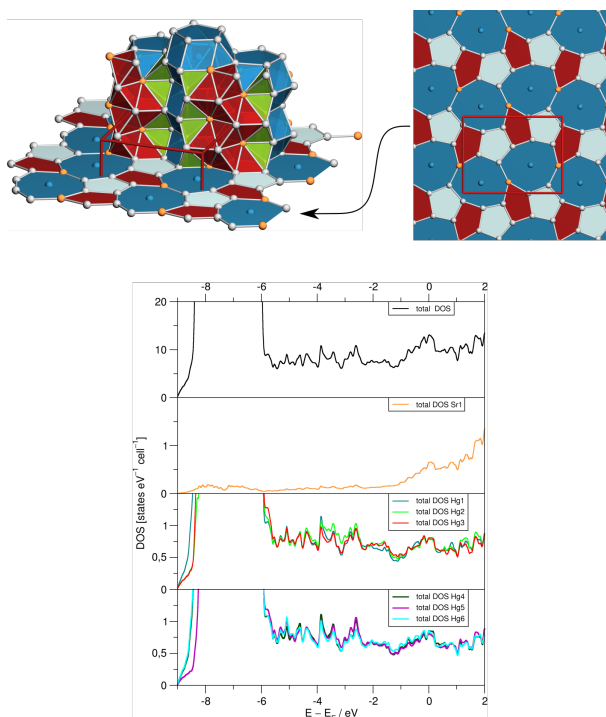 -8 -6 -4 -2 0 2
20
total DOS
10
0
total DOS Sr1
1
0
DOS [states eV⁻¹ cell⁻¹]
total DOS Hg1
total DOS Hg2
total DOS Hg3
1
0,5
0
total DOS Hg4
total DOS Hg5
total DOS Hg6
1
0,5
0
-8 -6 -4 -2 0 2
E − E_F / eV